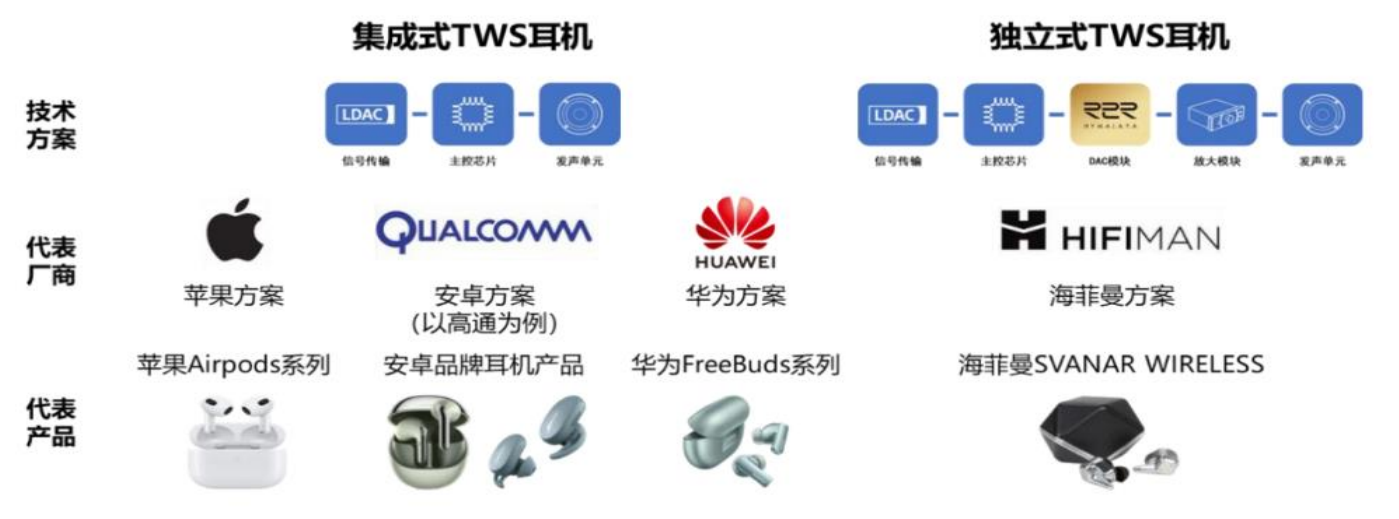 集成式TWS耳机 独立式TWS耳机
技术
方案
LDAC LDAC R2R
HYMALAYA
信号传输 主控芯片 发声单元 信号传输 主控芯片 DAC模块 放大模块 发声单元
代表
厂商
QUALCOMM HUAWEI HIFIMAN
苹果方案 安卓方案 华为方案 海菲曼方案
(以高通为例)
苹果Airpods系列 安卓品牌耳机产品 华为FreeBuds系列 海菲曼SVANAR WIRELESS
代表
产品